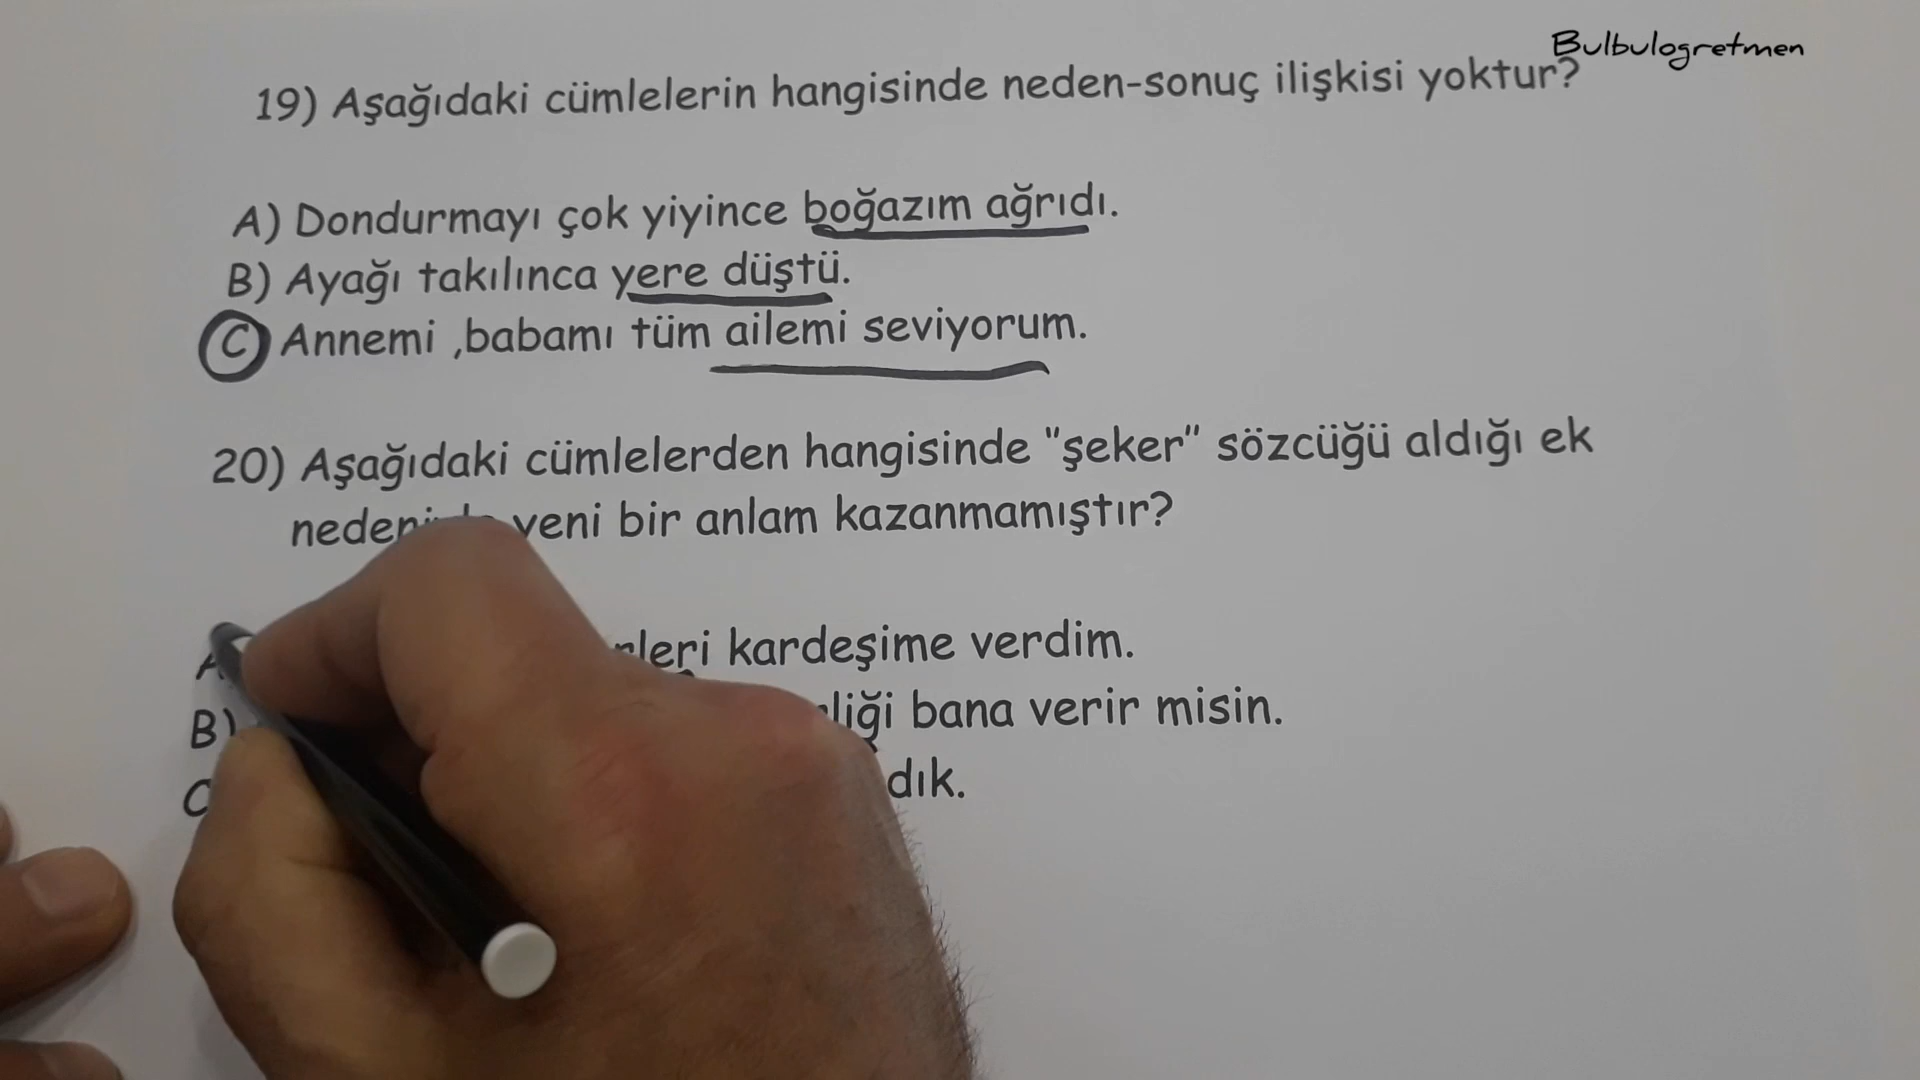 Bulbulogretmen
19) Aşağıdaki cümlelerin hangisinde neden-sonuç ilişkisi yoktur?
A) Dondurmayı çok yiyince boğazım ağrıdı.
B) Ayağı takılınca yere düştü.
C) Annemi ,babamı tüm ailemi seviyorum.
20) Aşağıdaki cümlelerden hangisinde "şeker" sözcüğü aldığı ek
yeni bir anlam kazanmamıştır?
A kardeşime verdim.
B) bana verir misin.
C